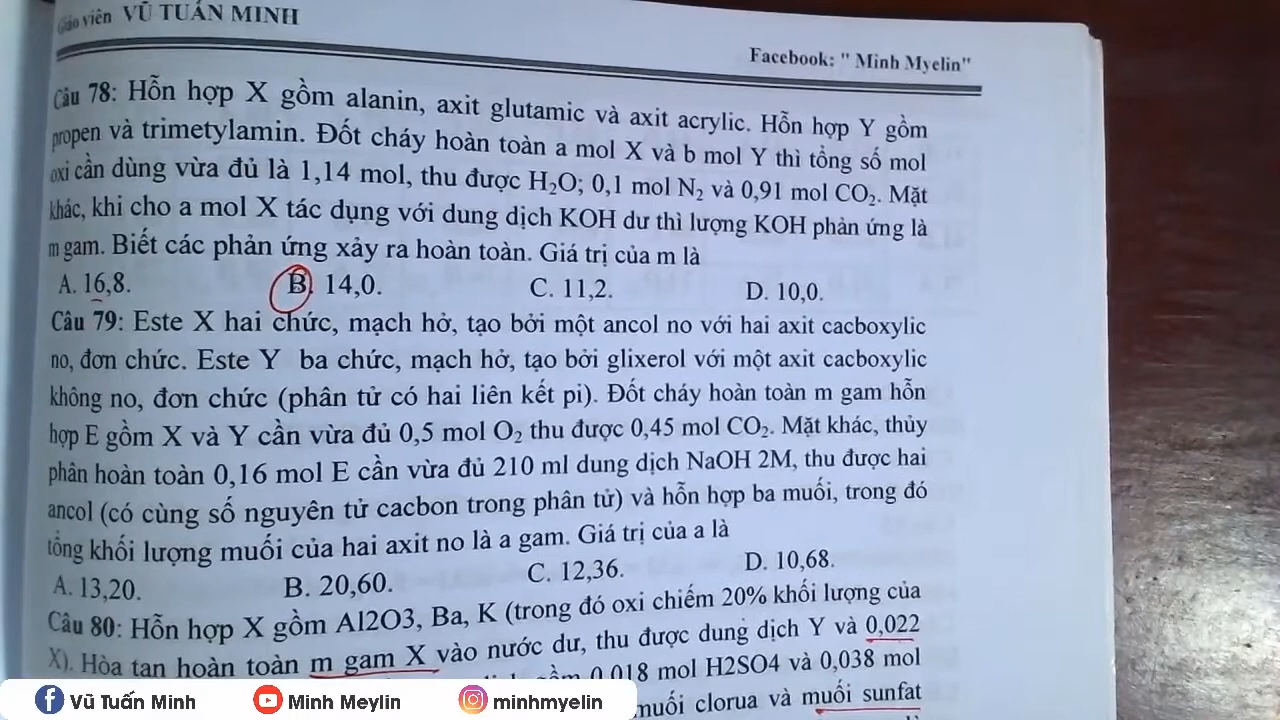 Giáo viên VŨ TUẤN MINH
Facebook: " Minh Myelin"
Câu 78: Hỗn hợp X gồm alanin, axit glutamic và axit acrylic. Hỗn hợp Y gồm
propen và trimetylamin. Đốt cháy hoàn toàn a mol X và b mol Y thì tổng số mol
oxi cần dùng vừa đủ là 1,14 mol, thu được H₂O; 0,1 mol N₂ và 0,91 mol CO₂. Mặt
khác, khi cho a mol X tác dụng với dung dịch KOH dư thì lượng KOH phản ứng là
m gam. Biết các phản ứng xảy ra hoàn toàn. Giá trị của m là
A. 16,8. B. 14,0. C. 11,2. D. 10,0.
Câu 79: Este X hai chức, mạch hở, tạo bởi một ancol no với hai axit cacboxylic
no, đơn chức. Este Y ba chức, mạch hở, tạo bởi glixerol với một axit cacboxylic
không no, đơn chức (phân tử có hai liên kết pi). Đốt cháy hoàn toàn m gam hỗn
hợp E gồm X và Y cần vừa đủ 0,5 mol O₂ thu được 0,45 mol CO₂. Mặt khác, thủy
phân hoàn toàn 0,16 mol E cần vừa đủ 210 ml dung dịch NaOH 2M, thu được hai
ancol (có cùng số nguyên tử cacbon trong phân tử) và hỗn hợp ba muối, trong đó
tổng khối lượng muối của hai axit no là a gam. Giá trị của a là
A. 13,20. B. 20,60. C. 12,36. D. 10,68.
Câu 80: Hỗn hợp X gồm Al2O3, Ba, K (trong đó oxi chiếm 20% khối lượng của
X). Hòa tan hoàn toàn m gam X vào nước dư, thu được dung dịch Y và 0,022
gồm 0,018 mol H2SO4 và 0,038 mol
muối clorua và muối sunfat
Vũ Tuấn Minh Minh Meylin minhmyelin